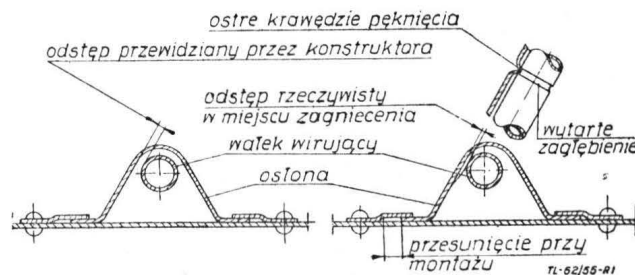 ostre krawędzie pęknięcia
odstęp przewidziany przez konstruktora
odstęp rzeczywisty
w miejscu zagniecenia
wytarte
zagłębienie
wałek wirujący
osłona
przesunięcie przy
montażu
TL-62/55-R1